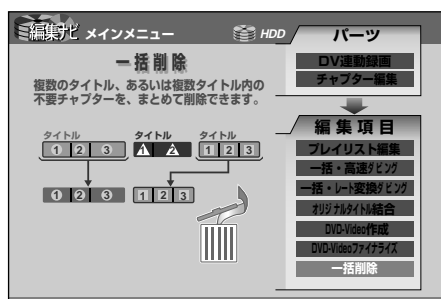 編集ナビ メインメニュー
HDD
一括削除
複数のタイトル、あるいは複数タイトル内の
不要チャプターを、まとめて削除できます。
タイトル タイトル タイトル
1 2 3 1 2 1 2 3
1 2 3 1 2 3
パーツ
DV連動録画
チャプター編集
編集項目
プレイリスト編集
一括・高速ダビング
一括・レート変換ダビング
オリジナルタイトル結合
DVD-Video作成
DVD-Videoファイナライズ
一括削除